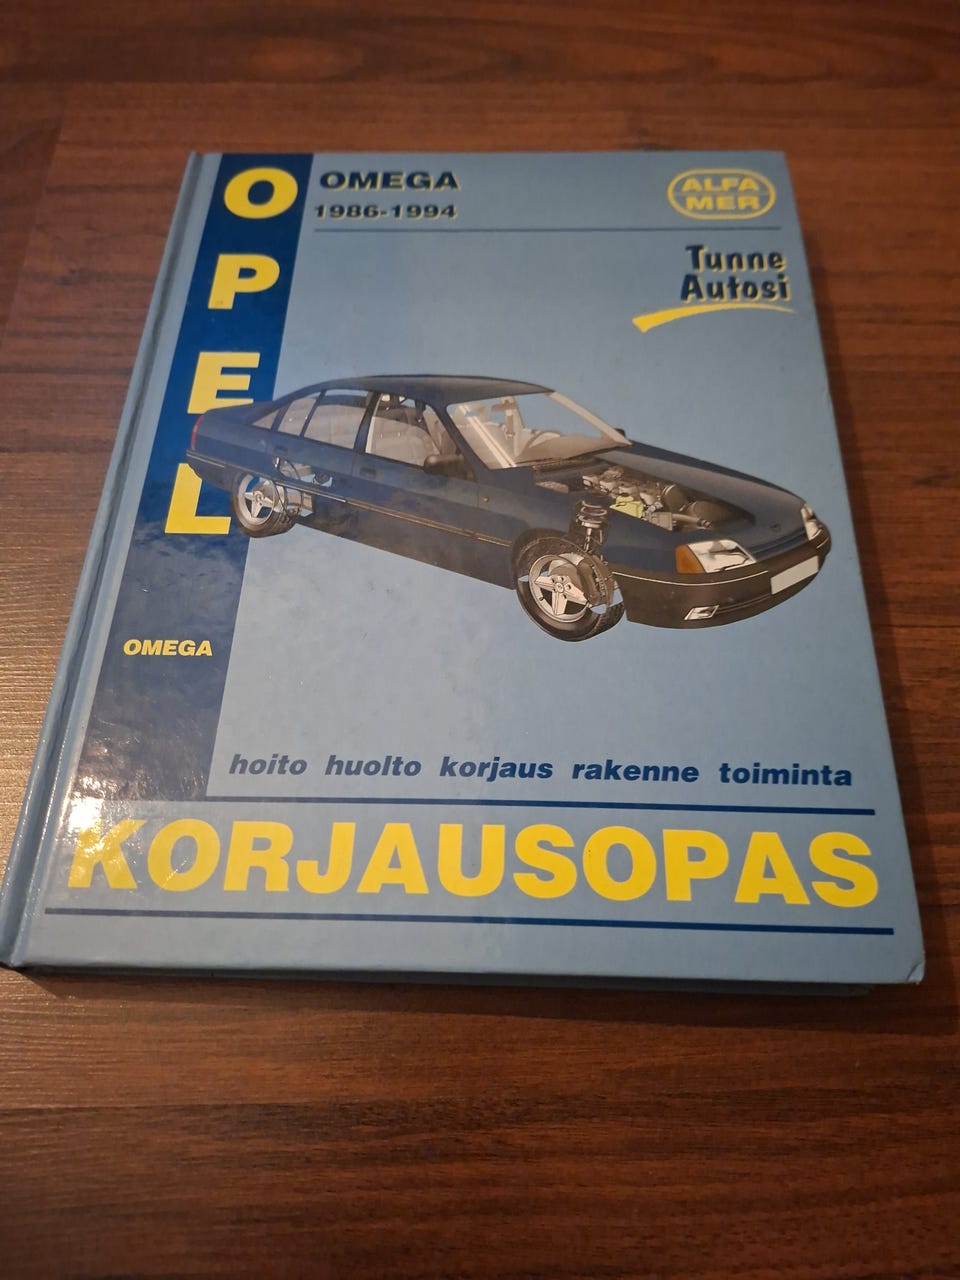 OPEL
OMEGA
1986-1994
ALFA
MER
Tunne
Autosi
OMEGA
hoito huolto korjaus rakenne toiminta
KORJAUSOPAS